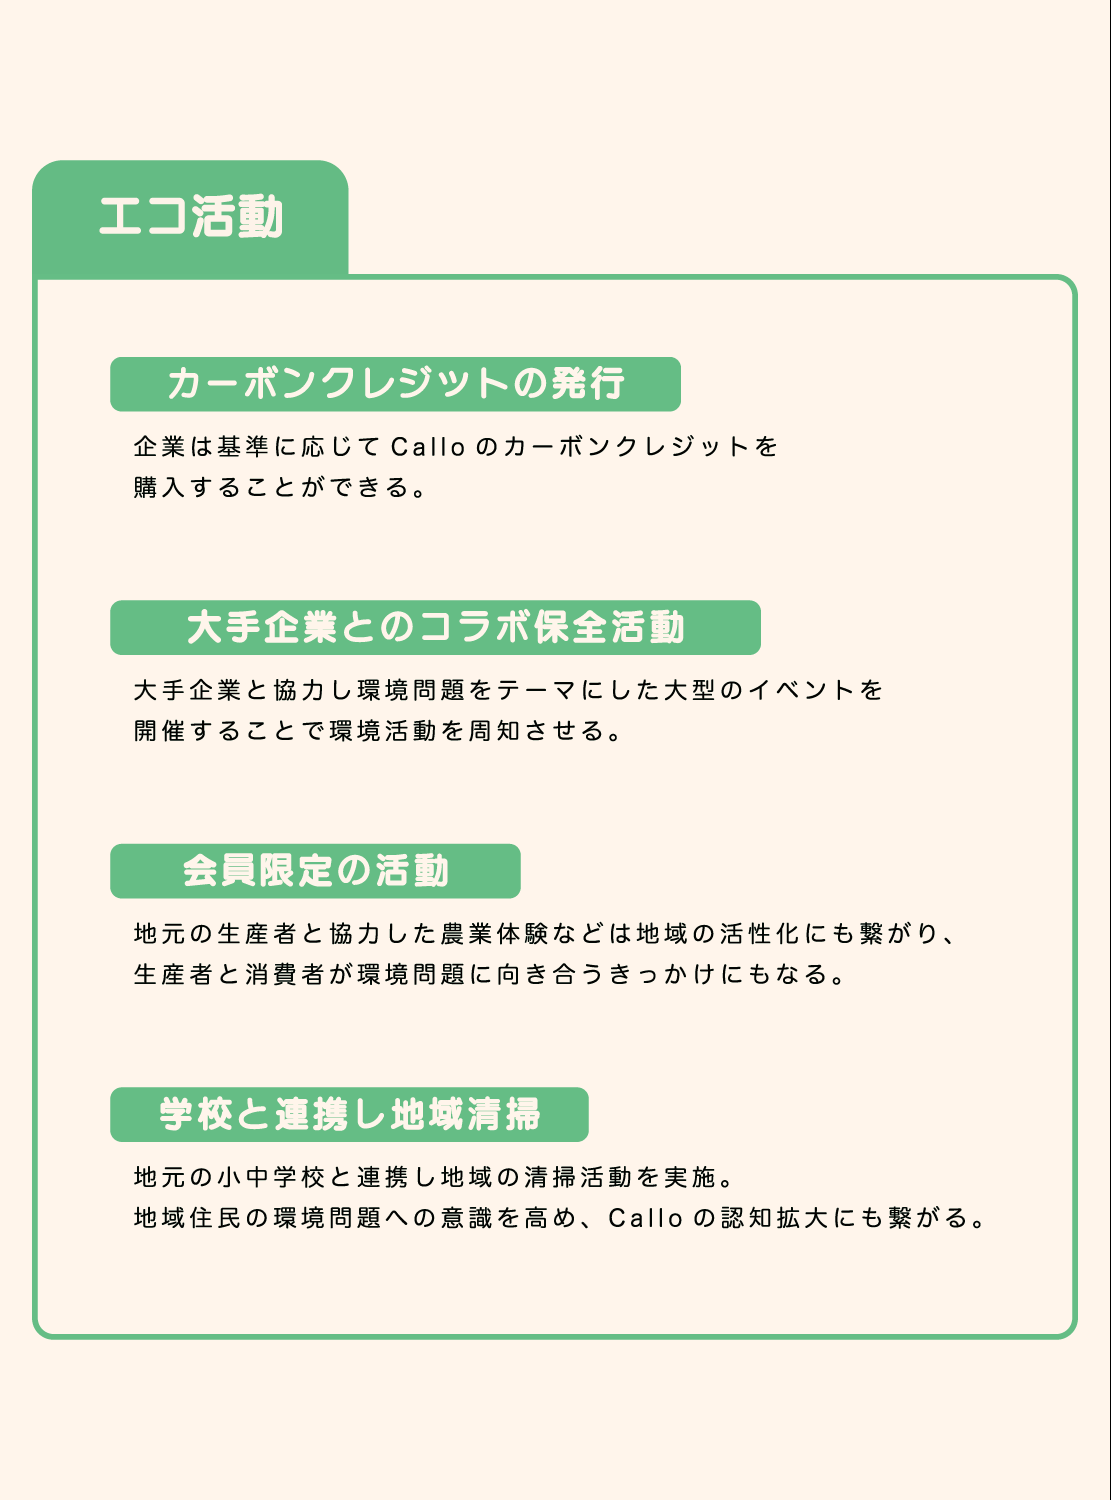 エコ活動
カーボンクレジットの発行
企業は基準に応じて Callo のカーボンクレジットを
購入することができる。
大手企業とのコラボ保全活動
大手企業と協力し環境問題をテーマにした大型のイベントを
開催することで環境活動を周知させる。
会員限定の活動
地元の生産者と協力した農業体験などは地域の活性化にも繋がり、
生産者と消費者が環境問題に向き合うきっかけにもなる。
学校と連携し地域清掃
地元の小中学校と連携し地域の清掃活動を実施。
地域住民の環境問題への意識を高め、Callo の認知拡大にも繋がる。